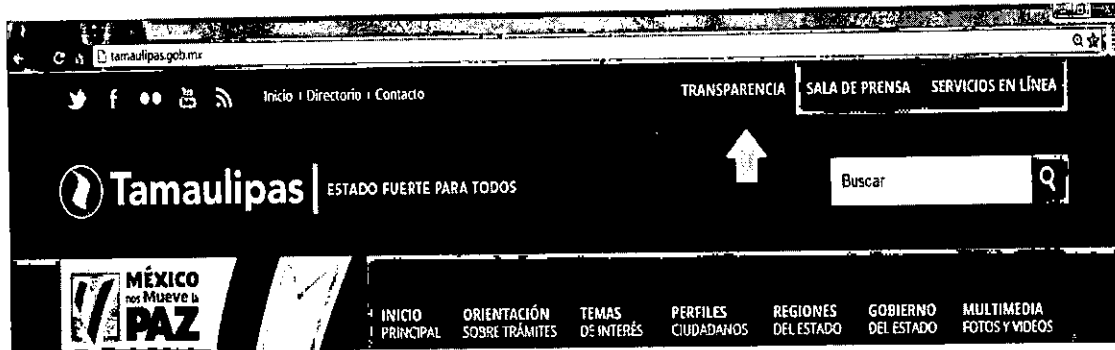 tamaulipas.gob.mx
Inicio I Directorio I Contacto
TRANSPARENCIA SALA DE PRENSA SERVICIOS EN LÍNEA
Tamaulipas ESTADO FUERTE PARA TODOS
Buscar
MÉXICO
nos Mueve la
PAZ
INICIO PRINCIPAL
ORIENTACIÓN SOBRE TRÁMITES
TEMAS DE INTERÉS
PERFILES CIUDADANOS
REGIONES DEL ESTADO
GOBIERNO DEL ESTADO
MULTIMEDIA FOTOS Y VIDEOS